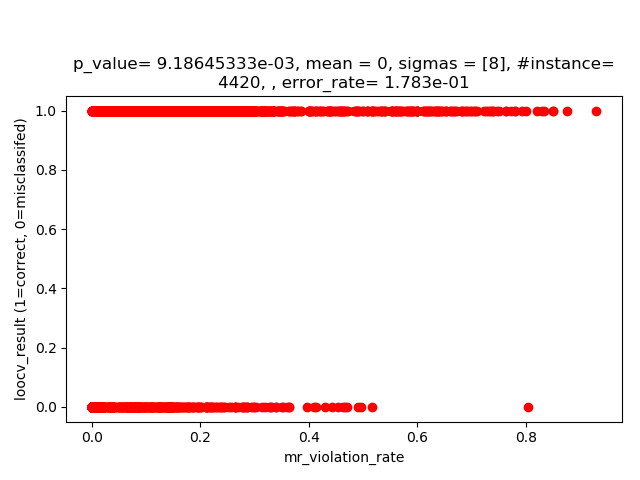 p_value= 9.18645333e-03, mean = 0, sigmas = [8], #instance=
4420, , error_rate= 1.783e-01
1.0
0.8
0.6
0.4
0.2
0.0
loocv_result (1=correct, 0=misclassifed)
0.0 0.2 0.4 0.6 0.8
mr_violation_rate